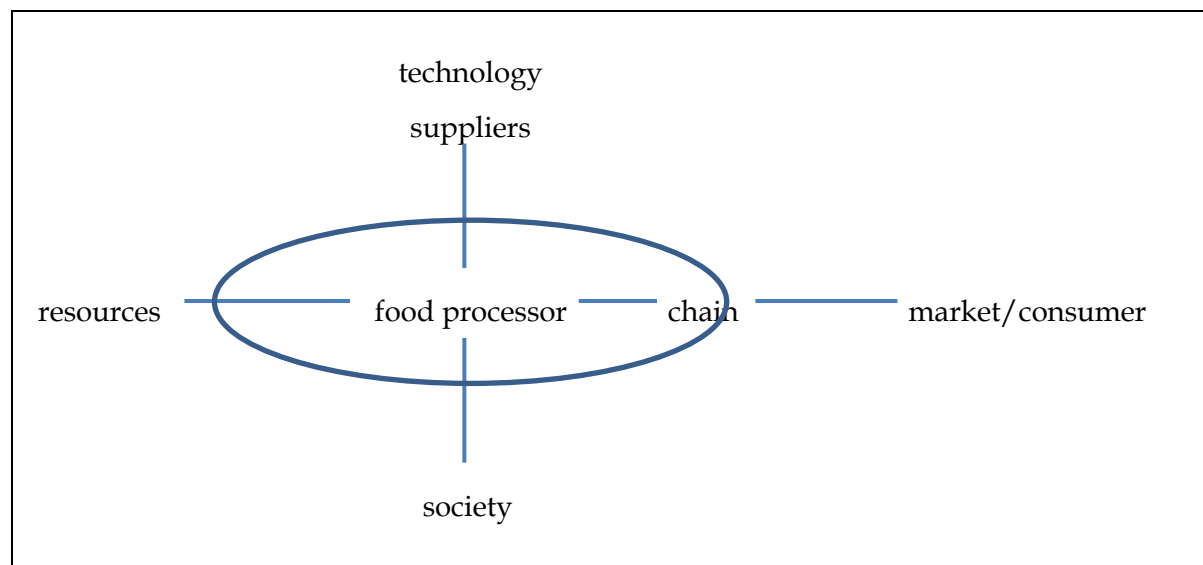 technology
suppliers
resources food processor chain market/consumer
society